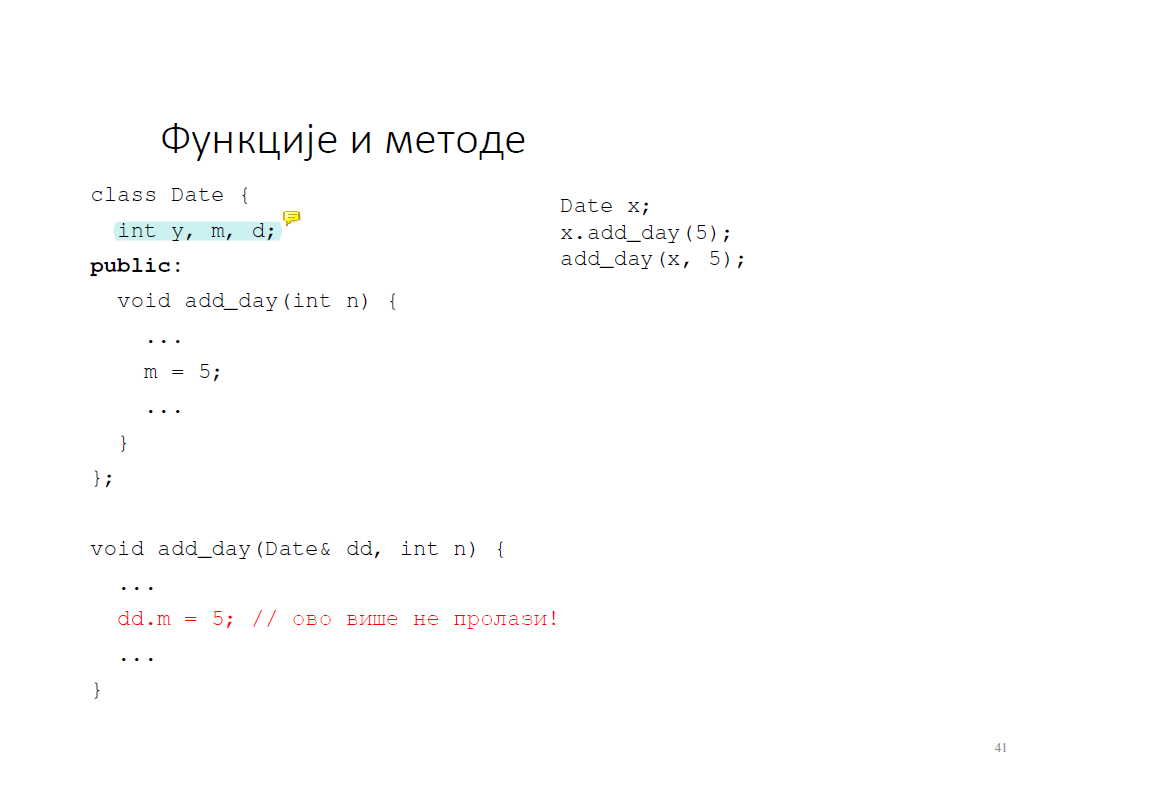 Функције и методе
class Date {
int y, m, d;
public:
void add_day(int n) {
...
m = 5;
...
}
};
void add_day(Date& dd, int n) {
...
dd.m = 5; // ово више не пролази!
...
}
Date x;
x.add_day(5);
add_day(x, 5);
41